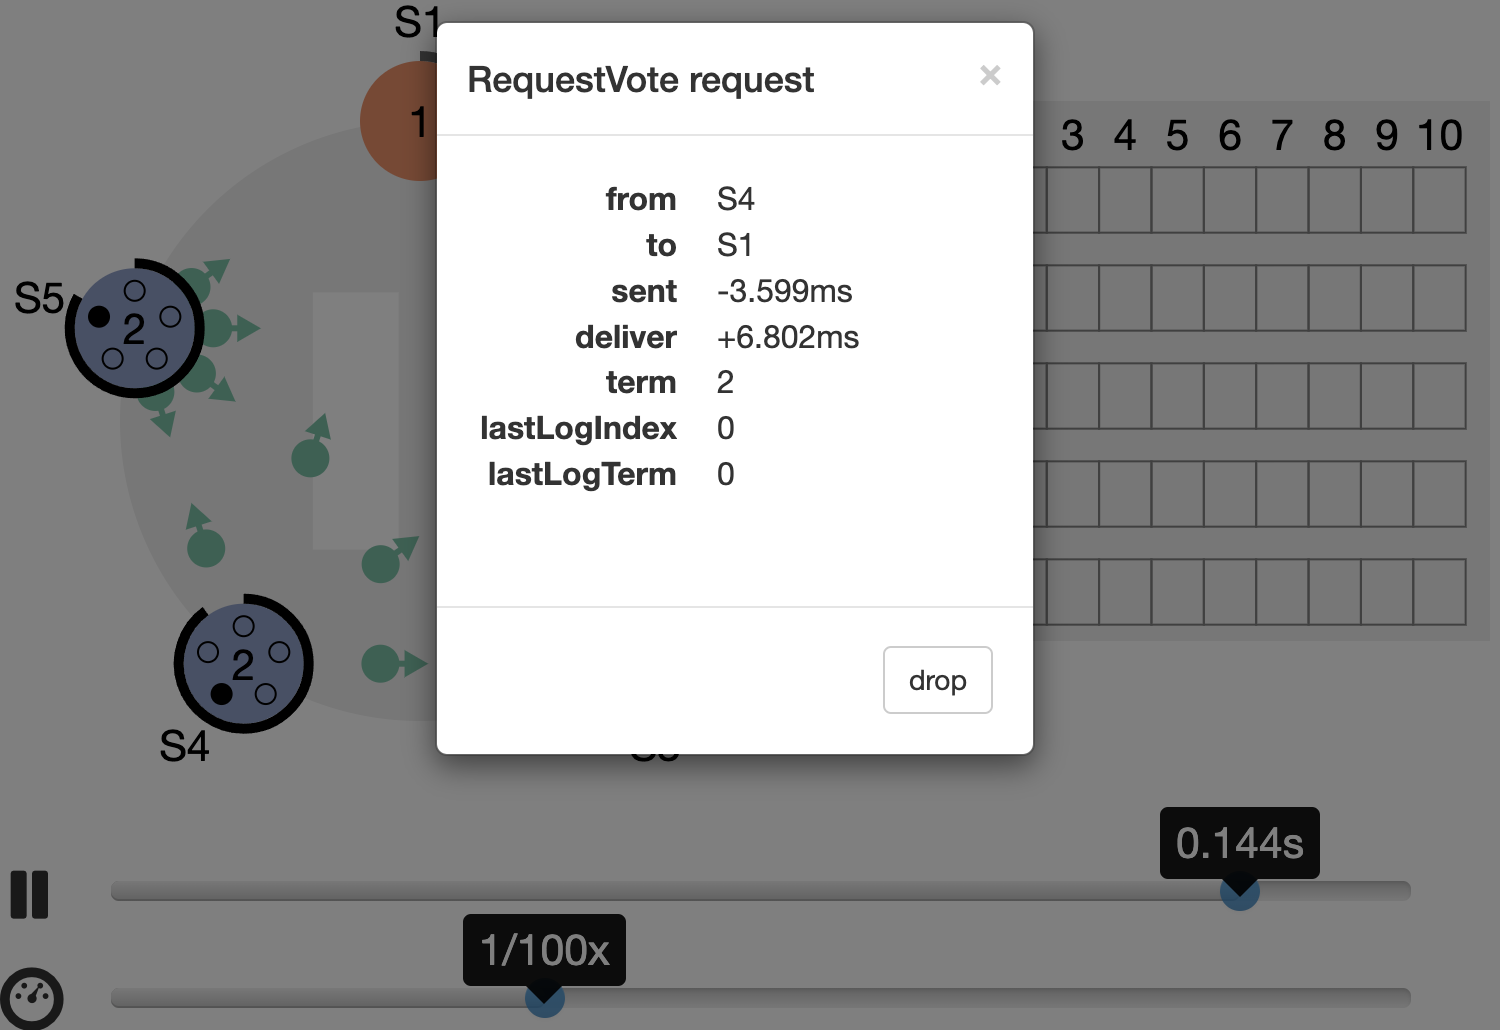 S1
RequestVote request
×
1
3 4 5 6 7 8 9 10
from S4
to S1
sent -3.599ms
deliver +6.802ms
term 2
lastLogIndex 0
lastLogTerm 0
S5
2
2
drop
S4
0.144s
1/100x